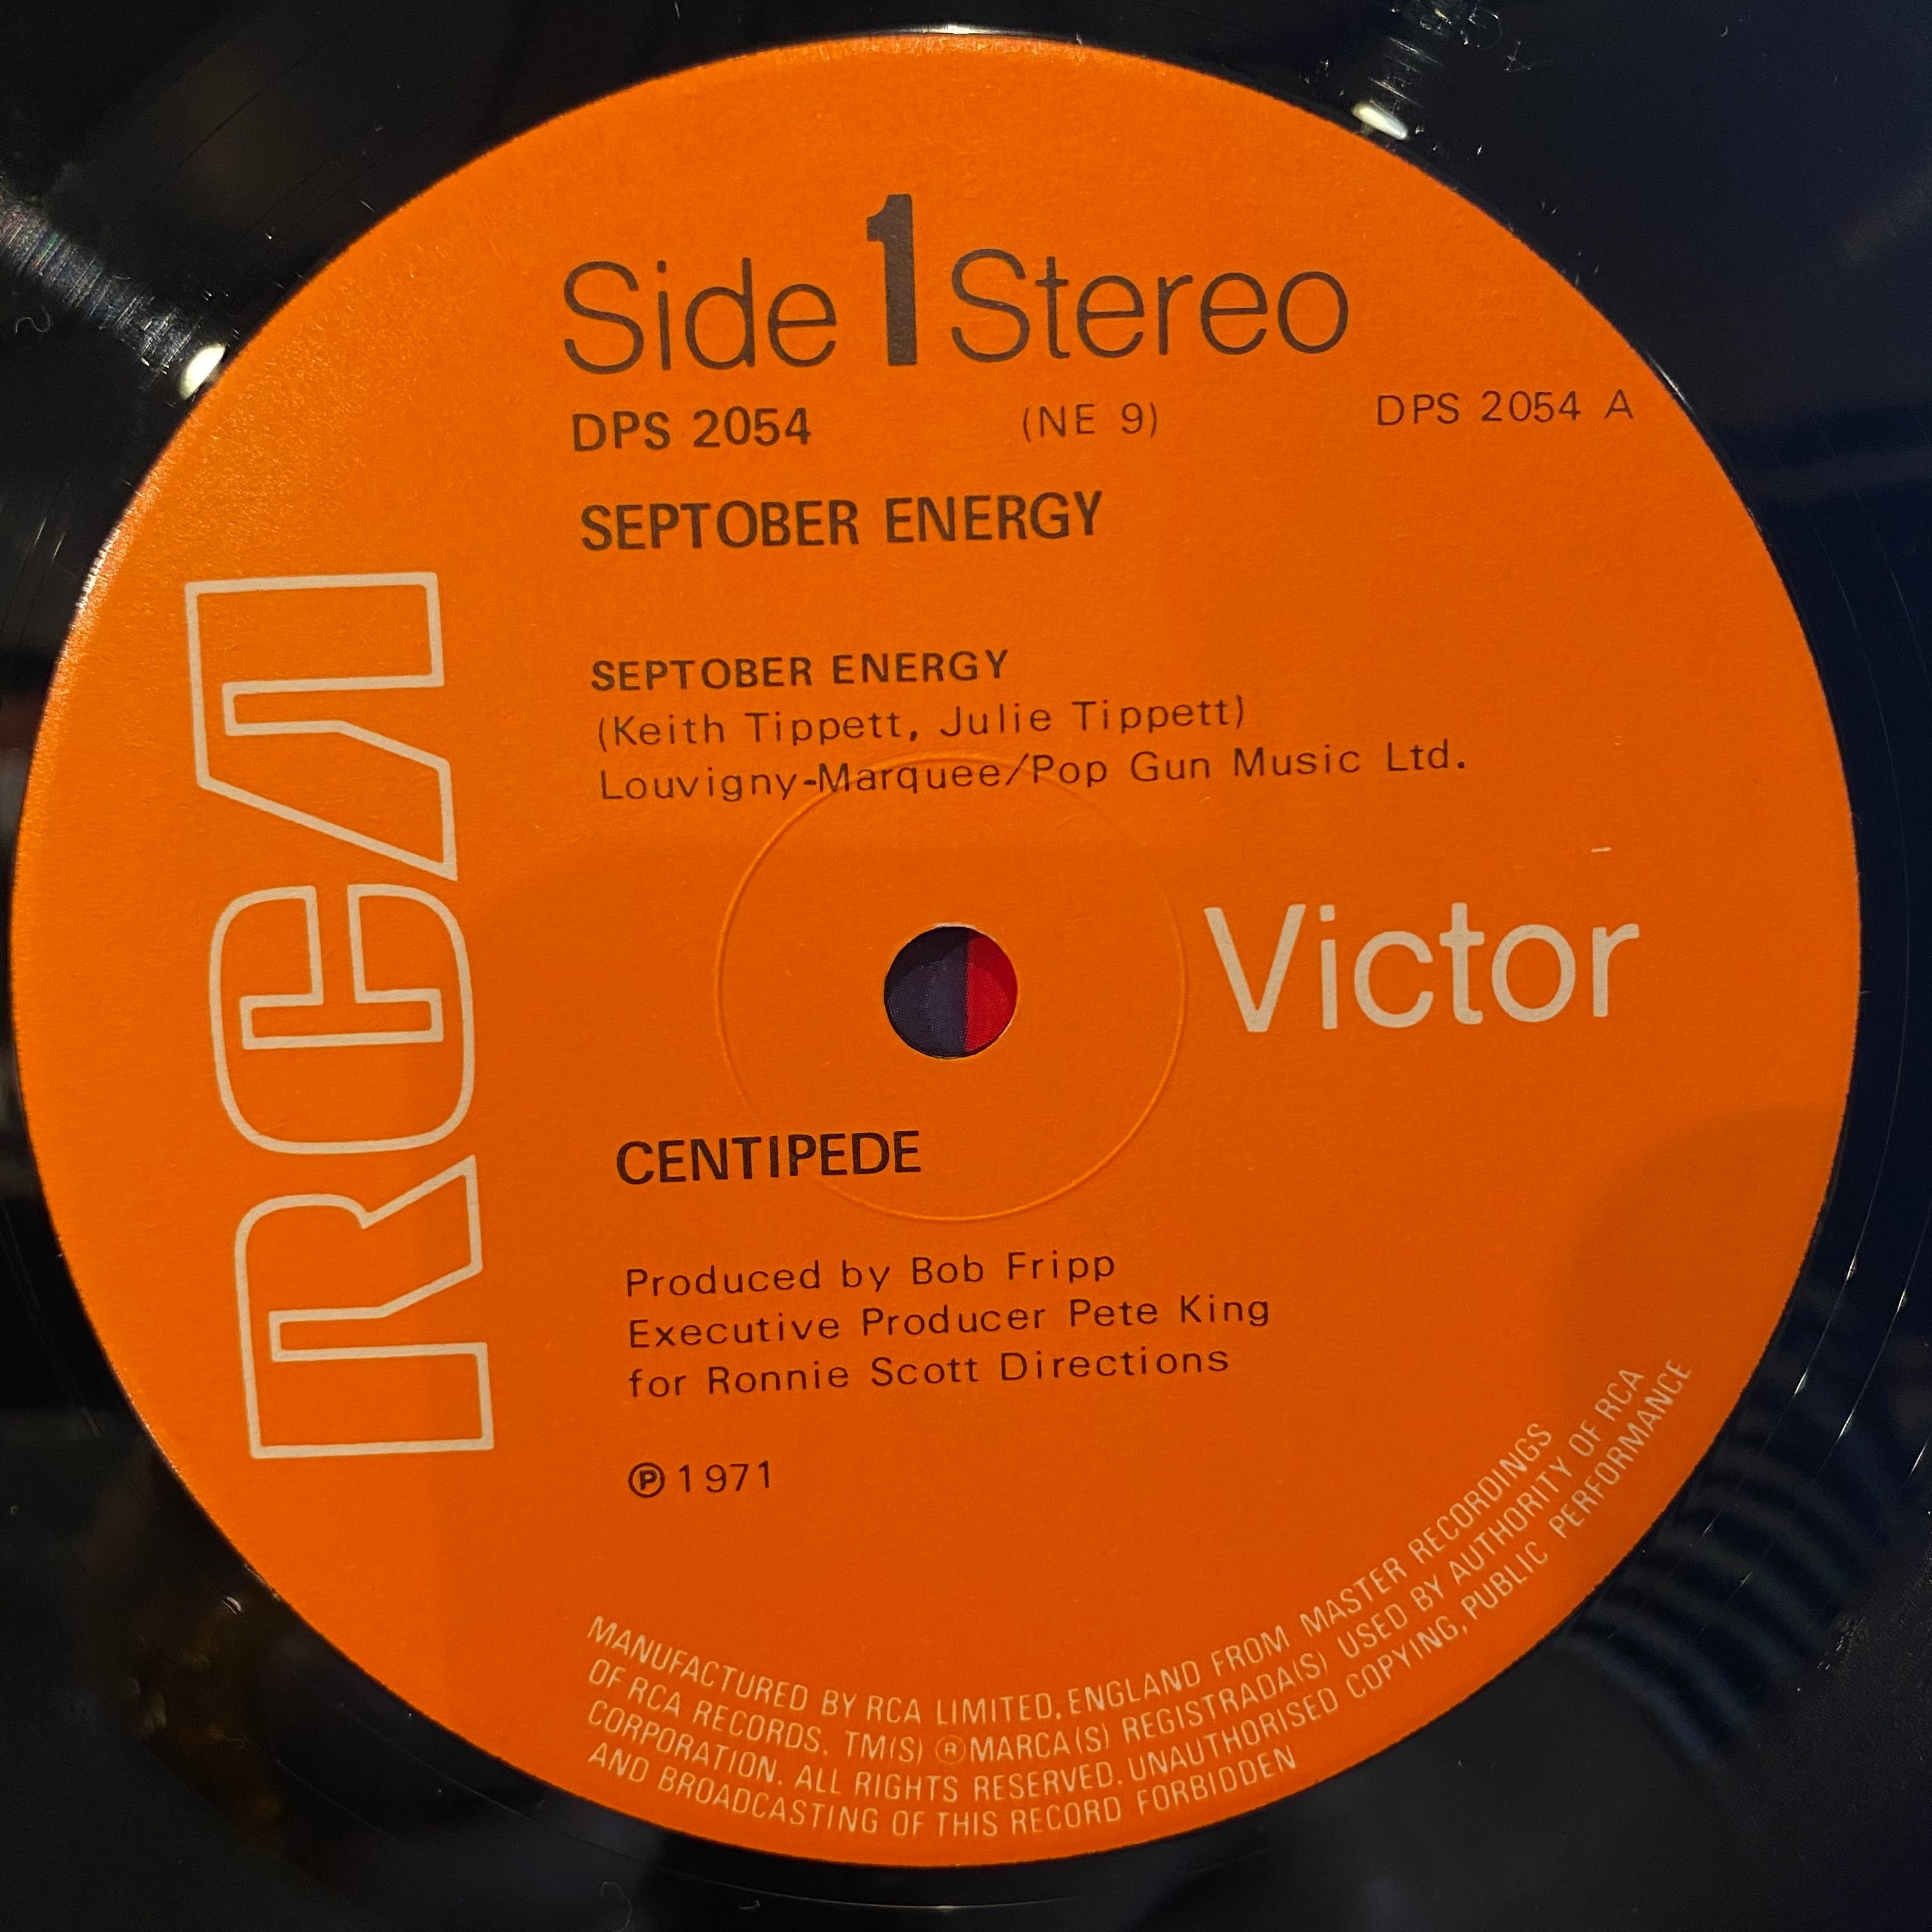 Side 1 Stereo
DPS 2054 (NE 9) DPS 2054 A
SEPTOBER ENERGY
SEPTOBER ENERGY
(Keith Tippett, Julie Tippett)
Louvigny-Marquee/Pop Gun Music Ltd.
RCA
Victor
CENTIPEDE
Produced by Bob Fripp
Executive Producer Pete King
for Ronnie Scott Directions
℗ 1971
MANUFACTURED BY RCA LIMITED, ENGLAND FROM MASTER RECORDINGS
OF RCA RECORDS. TM(S) ® MARCA(S) REGISTRADA(S) USED BY AUTHORITY OF RCA
CORPORATION. ALL RIGHTS RESERVED. UNAUTHORISED COPYING, PUBLIC PERFORMANCE
AND BROADCASTING OF THIS RECORD FORBIDDEN